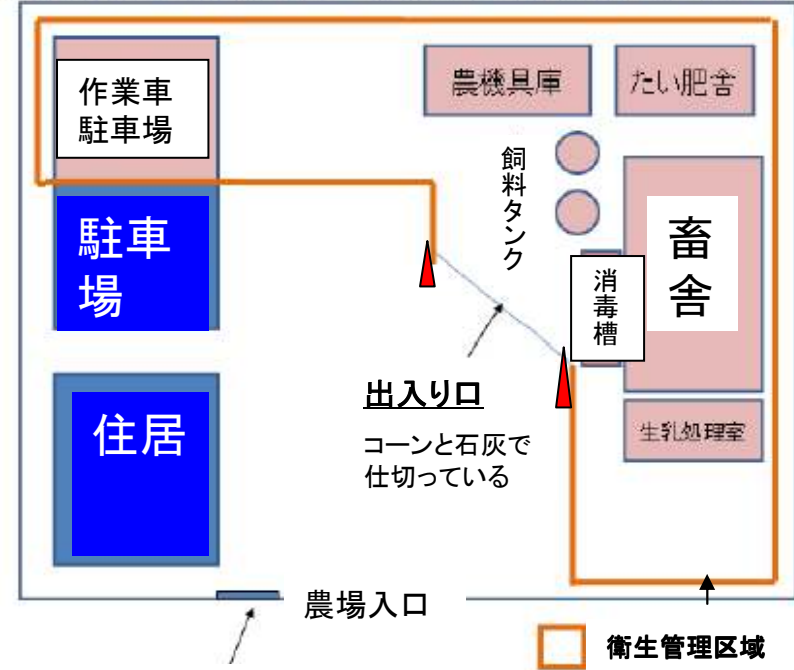 作業車
駐車場
農機具庫
たい肥舎
飼料タンク
駐車
場
畜舎
消毒槽
出入り口
コーンと石灰で
仕切っている
住居
生乳処理室
農場入口
衛生管理区域